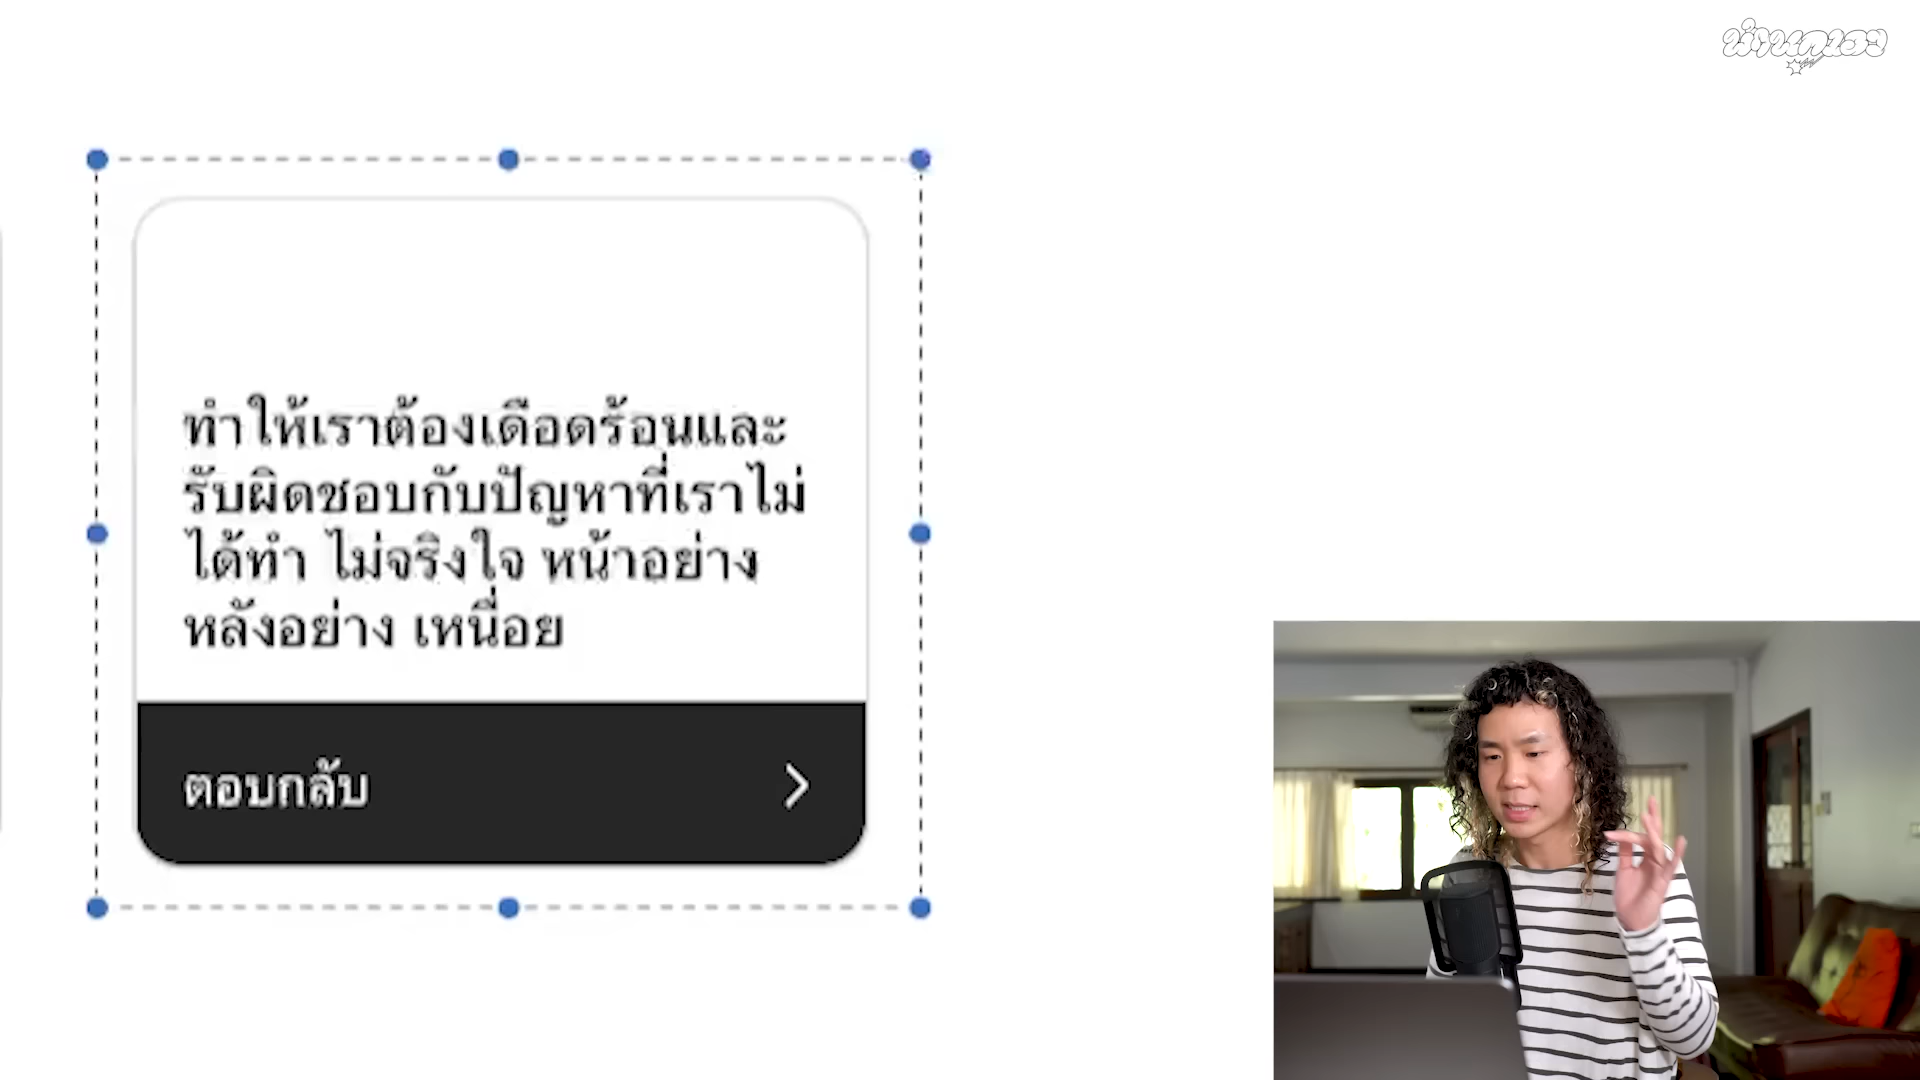 ทำให้เราต้องเดือดร้อนและ
รับผิดชอบกับปัญหาที่เราไม่
ได้ทำ ไม่จริงใจ หน้าอย่าง
หลังอย่าง เหนื่อย
ตอบกลับ